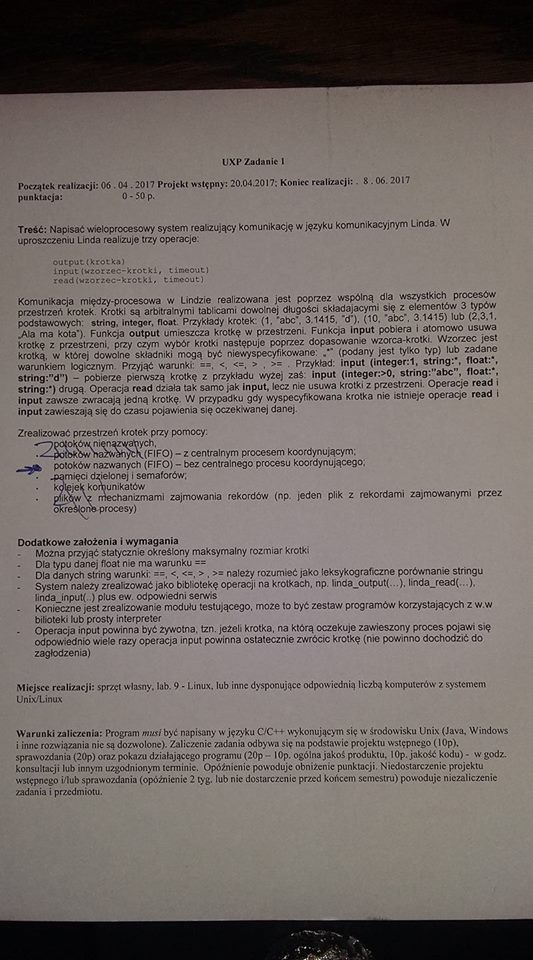 UXP Zadanie 1
Początek realizacji: 06 . 04 . 2017 Projekt wstępny: 20.04.2017; Koniec realizacji: . 8 . 06. 2017
punktacja: 0 - 50 p.
Treść: Napisać wieloprocesowy system realizujący komunikację w języku komunikacyjnym Linda. W
uproszczeniu Linda realizuje trzy operacje:
output(krotka)
input(wzorzec-krotki, timeout)
read(wzorzec-krotki, timeout)
Komunikacja między-procesowa w Lindzie realizowana jest poprzez wspólną dla wszystkich procesów
przestrzeń krotek. Krotki są arbitralnymi tablicami dowolnej długości składającymi się z elementów 3 typów
podstawowych: string, integer, float. Przykłady krotek: (1, "abc", 3.1415, "d"), (10, "abc", 3.1415) lub (2,3,1,
„Ala ma kota"). Funkcja output umieszcza krotkę w przestrzeni. Funkcja input pobiera i atomowo usuwa
krotkę z przestrzeni, przy czym wybór krotki następuje poprzez dopasowanie wzorca-krotki. Wzorzec jest
krotką, w której dowolne składniki mogą być niewyspecyfikowane: „*" (podany jest tylko typ) lub zadane
warunkiem logicznym. Przyjąć warunki: ==, <, <=, > , >= . Przykład: input (integer:1, string:*, float:*,
string:"d") – pobierze pierwszą krotkę z przykładu wyżej zaś: input (integer:>0, string:"abc", float:*,
string:*) drugą. Operacja read działa tak samo jak input, lecz nie usuwa krotki z przestrzeni. Operacje read i
input zawsze zwracają jedną krotkę. W przypadku gdy wyspecyfikowana krotka nie istnieje operacje read i
input zawieszają się do czasu pojawienia się oczekiwanej danej.
Zrealizować przestrzeń krotek przy pomocy:
· potoków nienazwanych,
· potoków nazwanych (FIFO) – z centralnym procesem koordynującym;
· potoków nazwanych (FIFO) – bez centralnego procesu koordynującego;
· pamięci dzielonej i semaforów;
· kolejek komunikatów
· plików z mechanizmami zajmowania rekordów (np. jeden plik z rekordami zajmowanymi przez
określone procesy)
Dodatkowe założenia i wymagania
- Można przyjąć statycznie określony maksymalny rozmiar krotki
- Dla typu danej float nie ma warunku ==
- Dla danych string warunki: ==, <, <=, > , >= należy rozumieć jako leksykograficzne porównanie stringu
- System należy zrealizować jako bibliotekę operacji na krotkach, np. linda_output(…), linda_read(…),
linda_input(..) plus ew. odpowiedni serwis
- Konieczne jest zrealizowanie modułu testującego, może to być zestaw programów korzystających z w.w
bilioteki lub prosty interpreter
- Operacja input powinna być żywotna, tzn. jeżeli krotka, na którą oczekuje zawieszony proces pojawi się
odpowiednio wiele razy operacja input powinna ostatecznie zwrócić krotkę (nie powinno dochodzić do
zagłodzenia)
Miejsce realizacji: sprzęt własny, lab. 9 - Linux, lub inne dysponujące odpowiednią liczbą komputerów z systemem
Unix/Linux
Warunki zaliczenia: Program musi być napisany w języku C/C++ wykonującym się w środowisku Unix (Java, Windows
i inne rozwiązania nie są dozwolone). Zaliczenie zadania odbywa się na podstawie projektu wstępnego (10p),
sprawozdania (20p) oraz pokazu działającego programu (20p – 10p. ogólna jakoś produktu, 10p. jakość kodu) - w godz.
konsultacji lub innym uzgodnionym terminie. Opóźnienie powoduje obniżenie punktacji. Niedostarczenie projektu
wstępnego i/lub sprawozdania (opóźnienie 2 tyg. lub nie dostarczenie przed końcem semestru) powoduje niezaliczenie
zadania i przedmiotu.